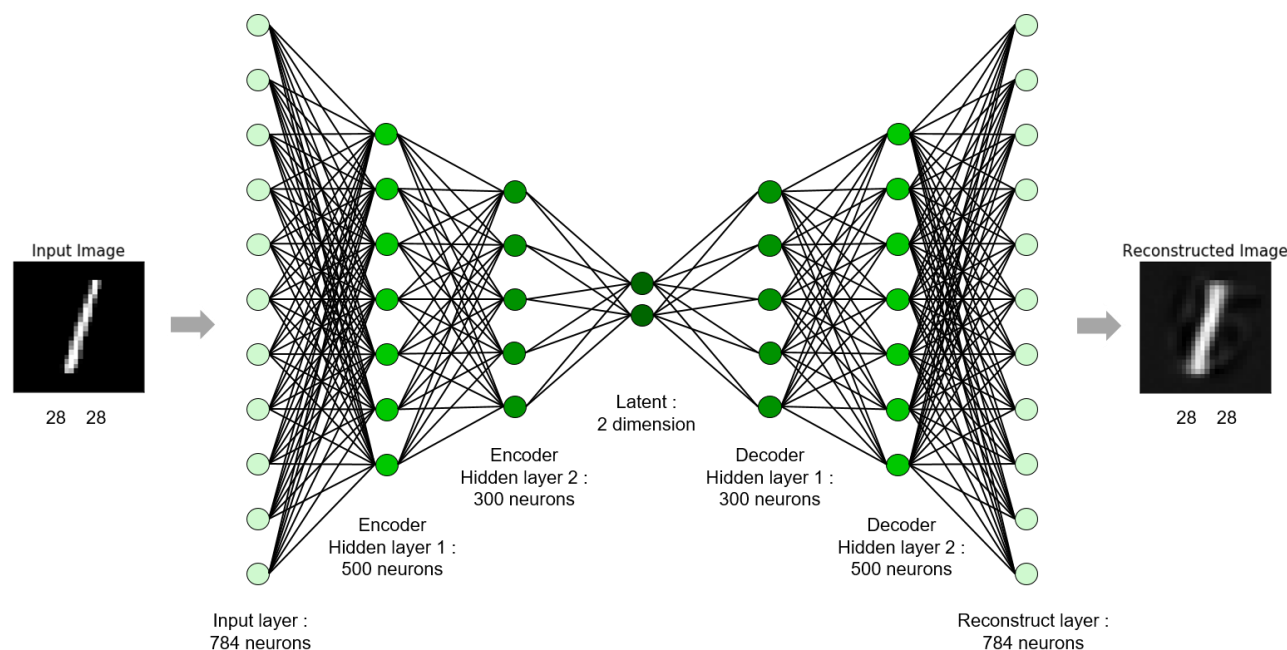 Input Image
28 28
Input layer :
784 neurons
Encoder
Hidden layer 1 :
500 neurons
Encoder
Hidden layer 2 :
300 neurons
Latent :
2 dimension
Decoder
Hidden layer 1 :
300 neurons
Decoder
Hidden layer 2 :
500 neurons
Reconstruct layer :
784 neurons
Reconstructed Image
28 28